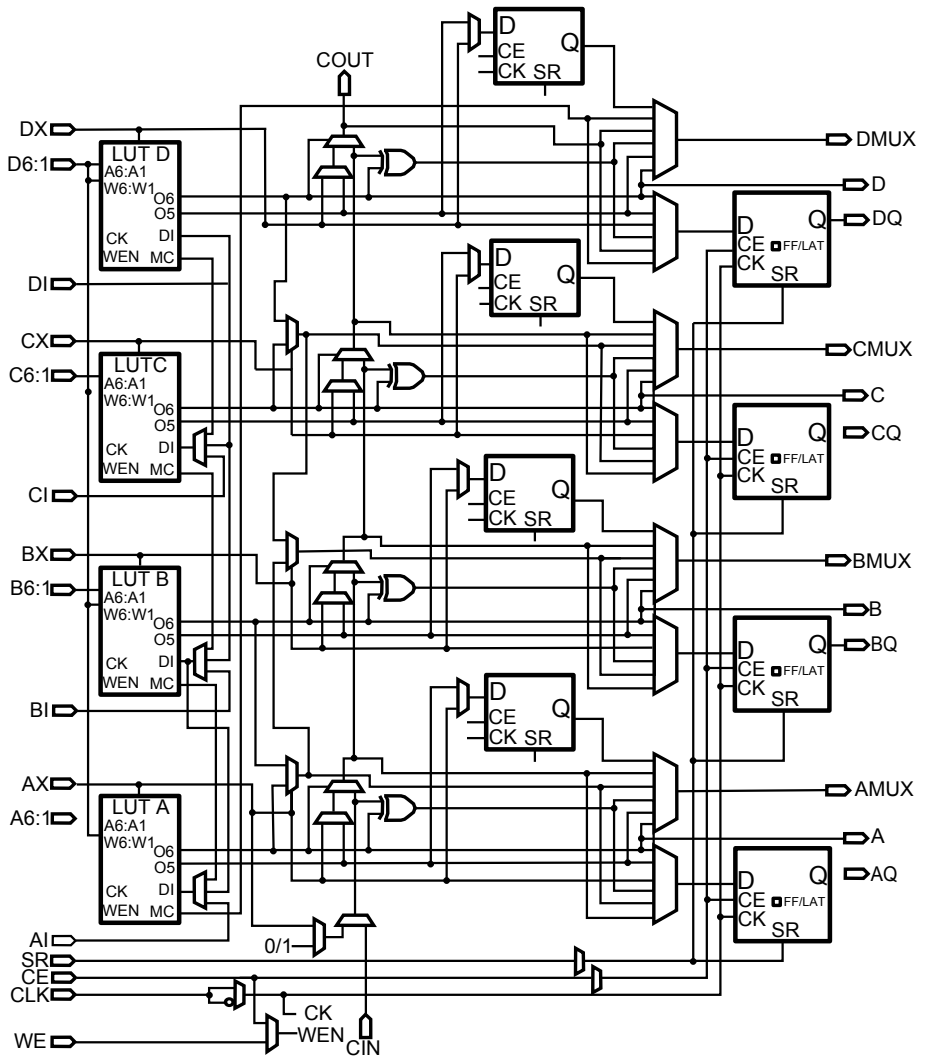 D
Q
CE
CK SR
COUT
DX
LUT D
D6:1
A6:A1
W6:W1
O6
O5
CK
DI
WEN
MC
DMUX
D
D
Q
CE
FF/LAT
CK
SR
DQ
DI
D
Q
CE
CK SR
CX
LUTC
C6:1
A6:A1
W6:W1
O6
O5
CK
DI
WEN
MC
CMUX
C
D
Q
CE
FF/LAT
CK
SR
CQ
CI
D
Q
CE
CK SR
BX
LUT B
B6:1
A6:A1
W6:W1
O6
O5
CK
DI
WEN
MC
BMUX
B
D
Q
CE
FF/LAT
CK
SR
BQ
BI
D
Q
CE
CK SR
AX
LUT A
A6:1
A6:A1
W6:W1
O6
O5
CK
DI
WEN
MC
AMUX
A
D
Q
CE
FF/LAT
CK
SR
AQ
AI
0/1
SR
CE
CLK
CK
WEN
WE
CIN